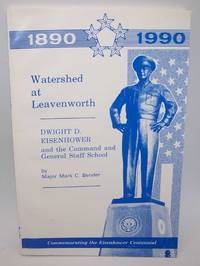 1890 1990
Watershed
at
Leavenworth
DWIGHT D.
EISENHOWER
and the Command and
General Staff School
by
Major Mark C. Bender
Commemorating the Eisenhower Centennial